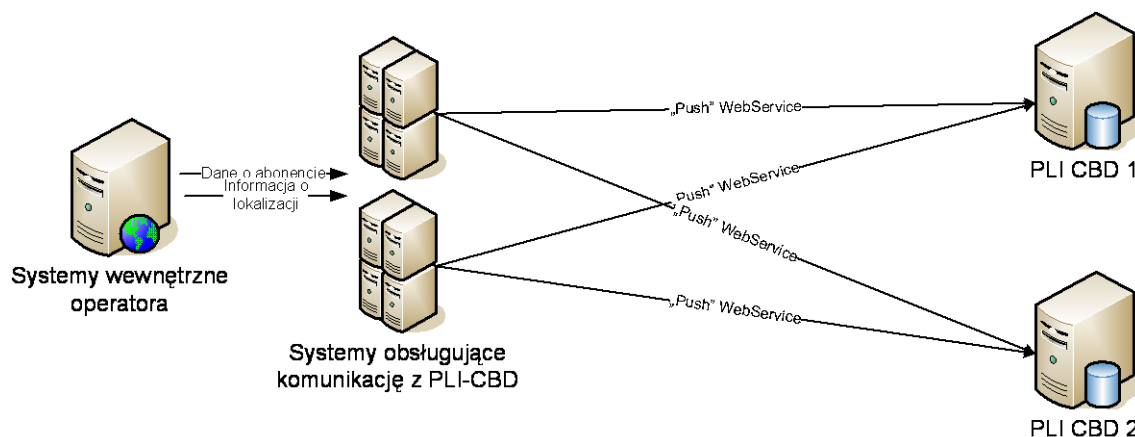 Dane o abonencie
Informacja o
lokalizacji
Systemy wewnętrzne
operatora
Systemy obsługujące
komunikację z PLI-CBD
„Push” WebService
„Push” WebService
„Push” WebService
„Push” WebService
PLI CBD 1
PLI CBD 2